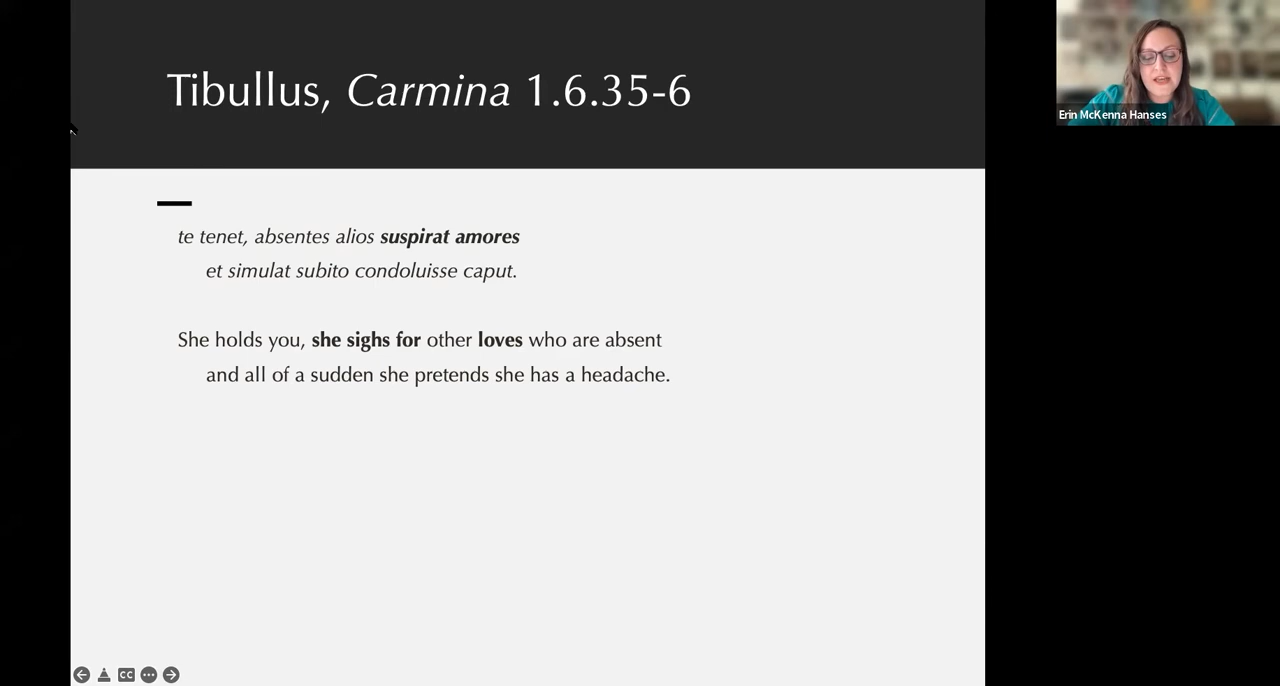 Tibullus, Carmina 1.6.35-6
Erin McKenna Hanses
te tenet, absentes alios suspirat amores
et simulat subito condoluisse caput.
She holds you, she sighs for other loves who are absent
and all of a sudden she pretends she has a headache.
CC